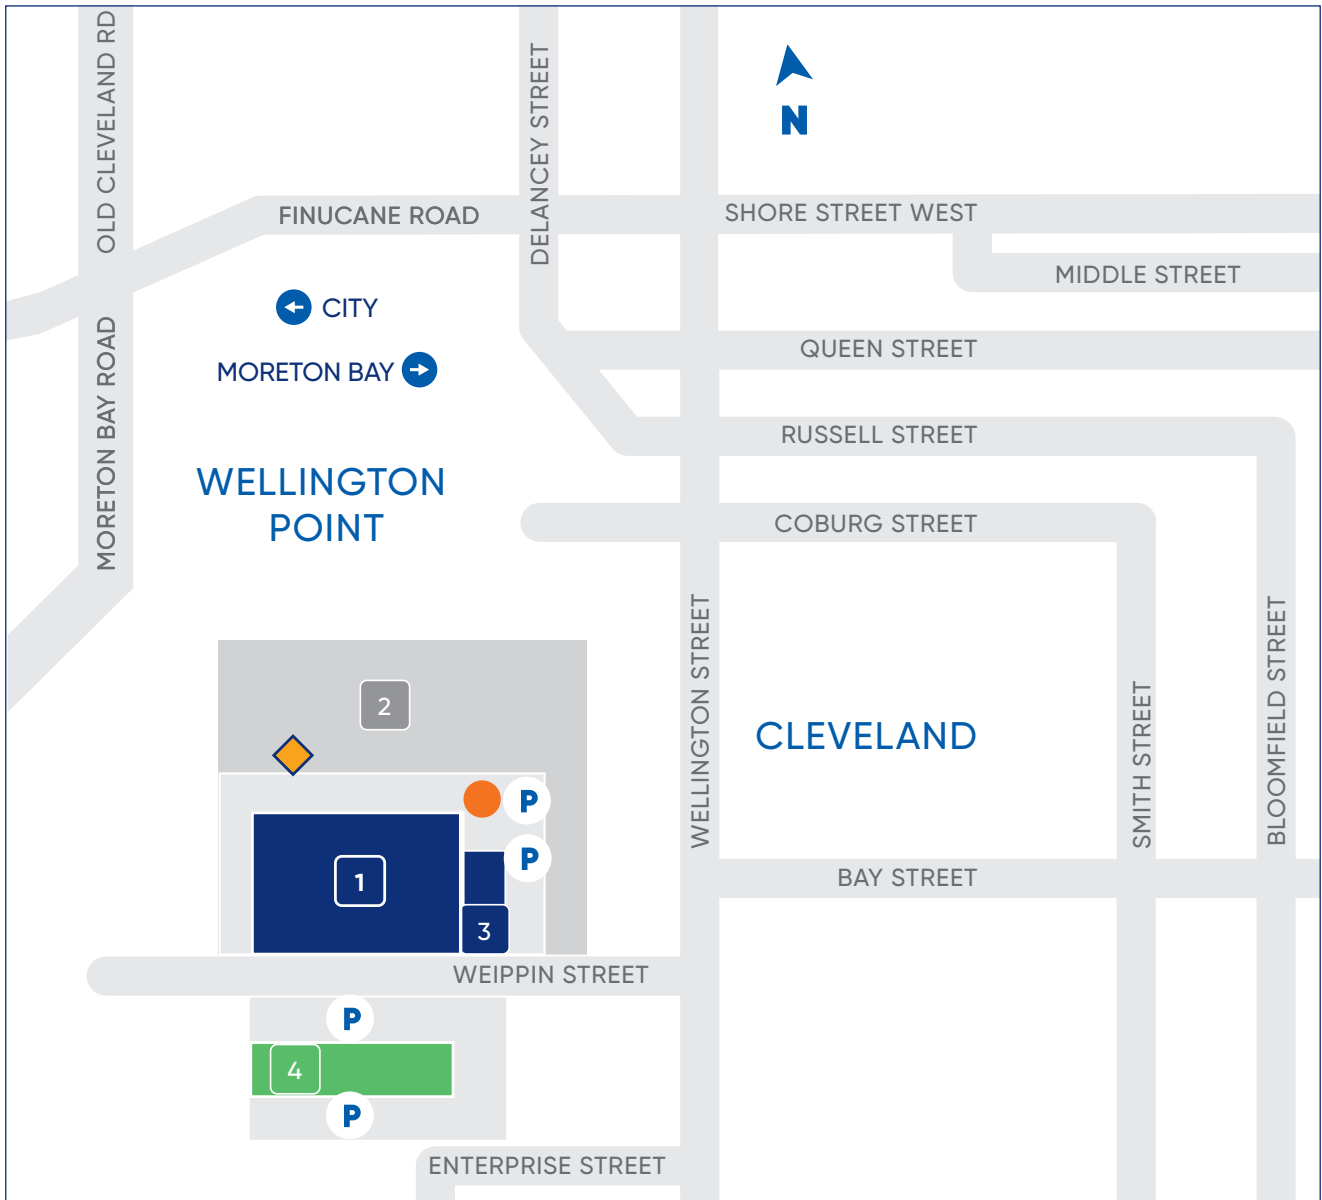 OLD CLEVELAND RD
DELANCEY STREET
N
FINUCANE ROAD
SHORE STREET WEST
MIDDLE STREET
CITY
MORETON BAY ROAD
QUEEN STREET
MORETON BAY
RUSSELL STREET
WELLINGTON
POINT
COBURG STREET
WELLINGTON STREET
BLOOMFIELD STREET
SMITH STREET
2
CLEVELAND
P
P
1
BAY STREET
3
WEIPPIN STREET
P
4
P
ENTERPRISE STREET